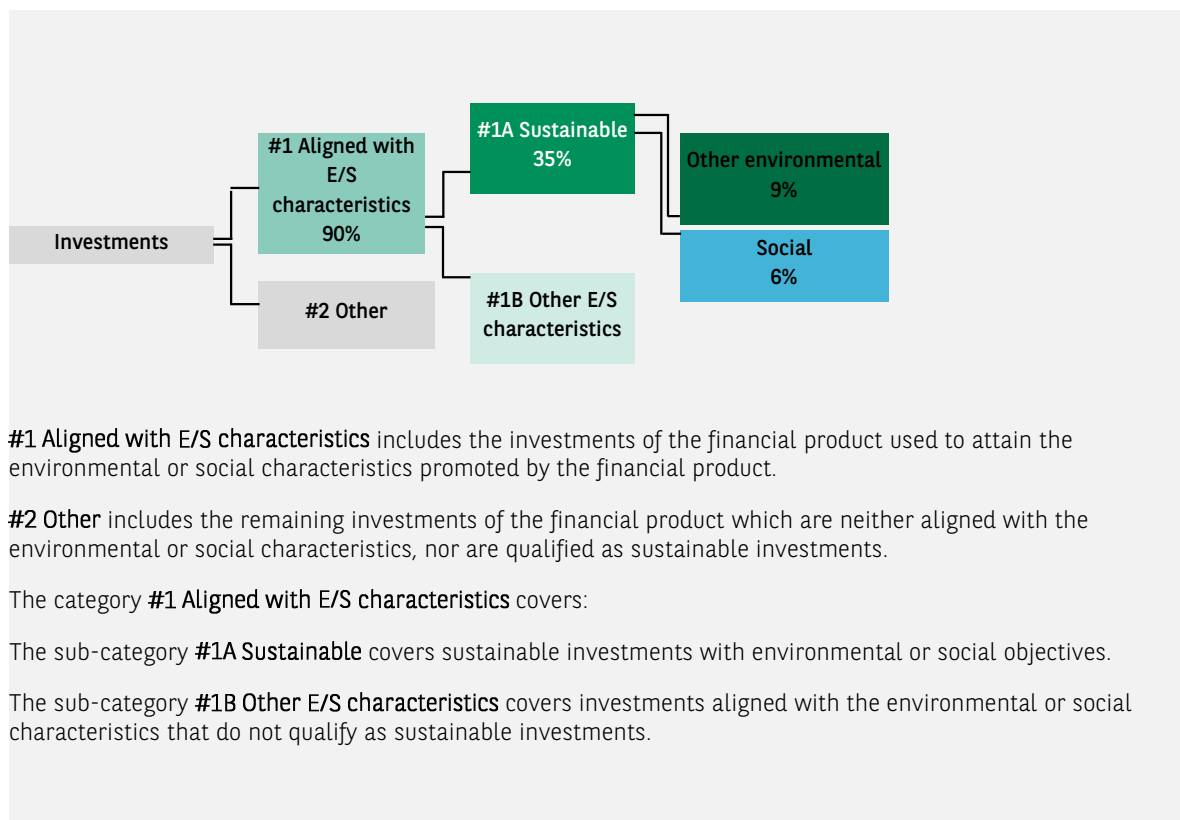 #1A Sustainable
35%
#1 Aligned with
E/S
characteristics
90%
Other environmental
9%
Investments
Social
6%
#2 Other
#1B Other E/S
characteristics
#1 Aligned with E/S characteristics includes the investments of the financial product used to attain the
environmental or social characteristics promoted by the financial product.
#2 Other includes the remaining investments of the financial product which are neither aligned with the
environmental or social characteristics, nor are qualified as sustainable investments.
The category #1 Aligned with E/S characteristics covers:
The sub-category #1A Sustainable covers sustainable investments with environmental or social objectives.
The sub-category #1B Other E/S characteristics covers investments aligned with the environmental or social
characteristics that do not qualify as sustainable investments.